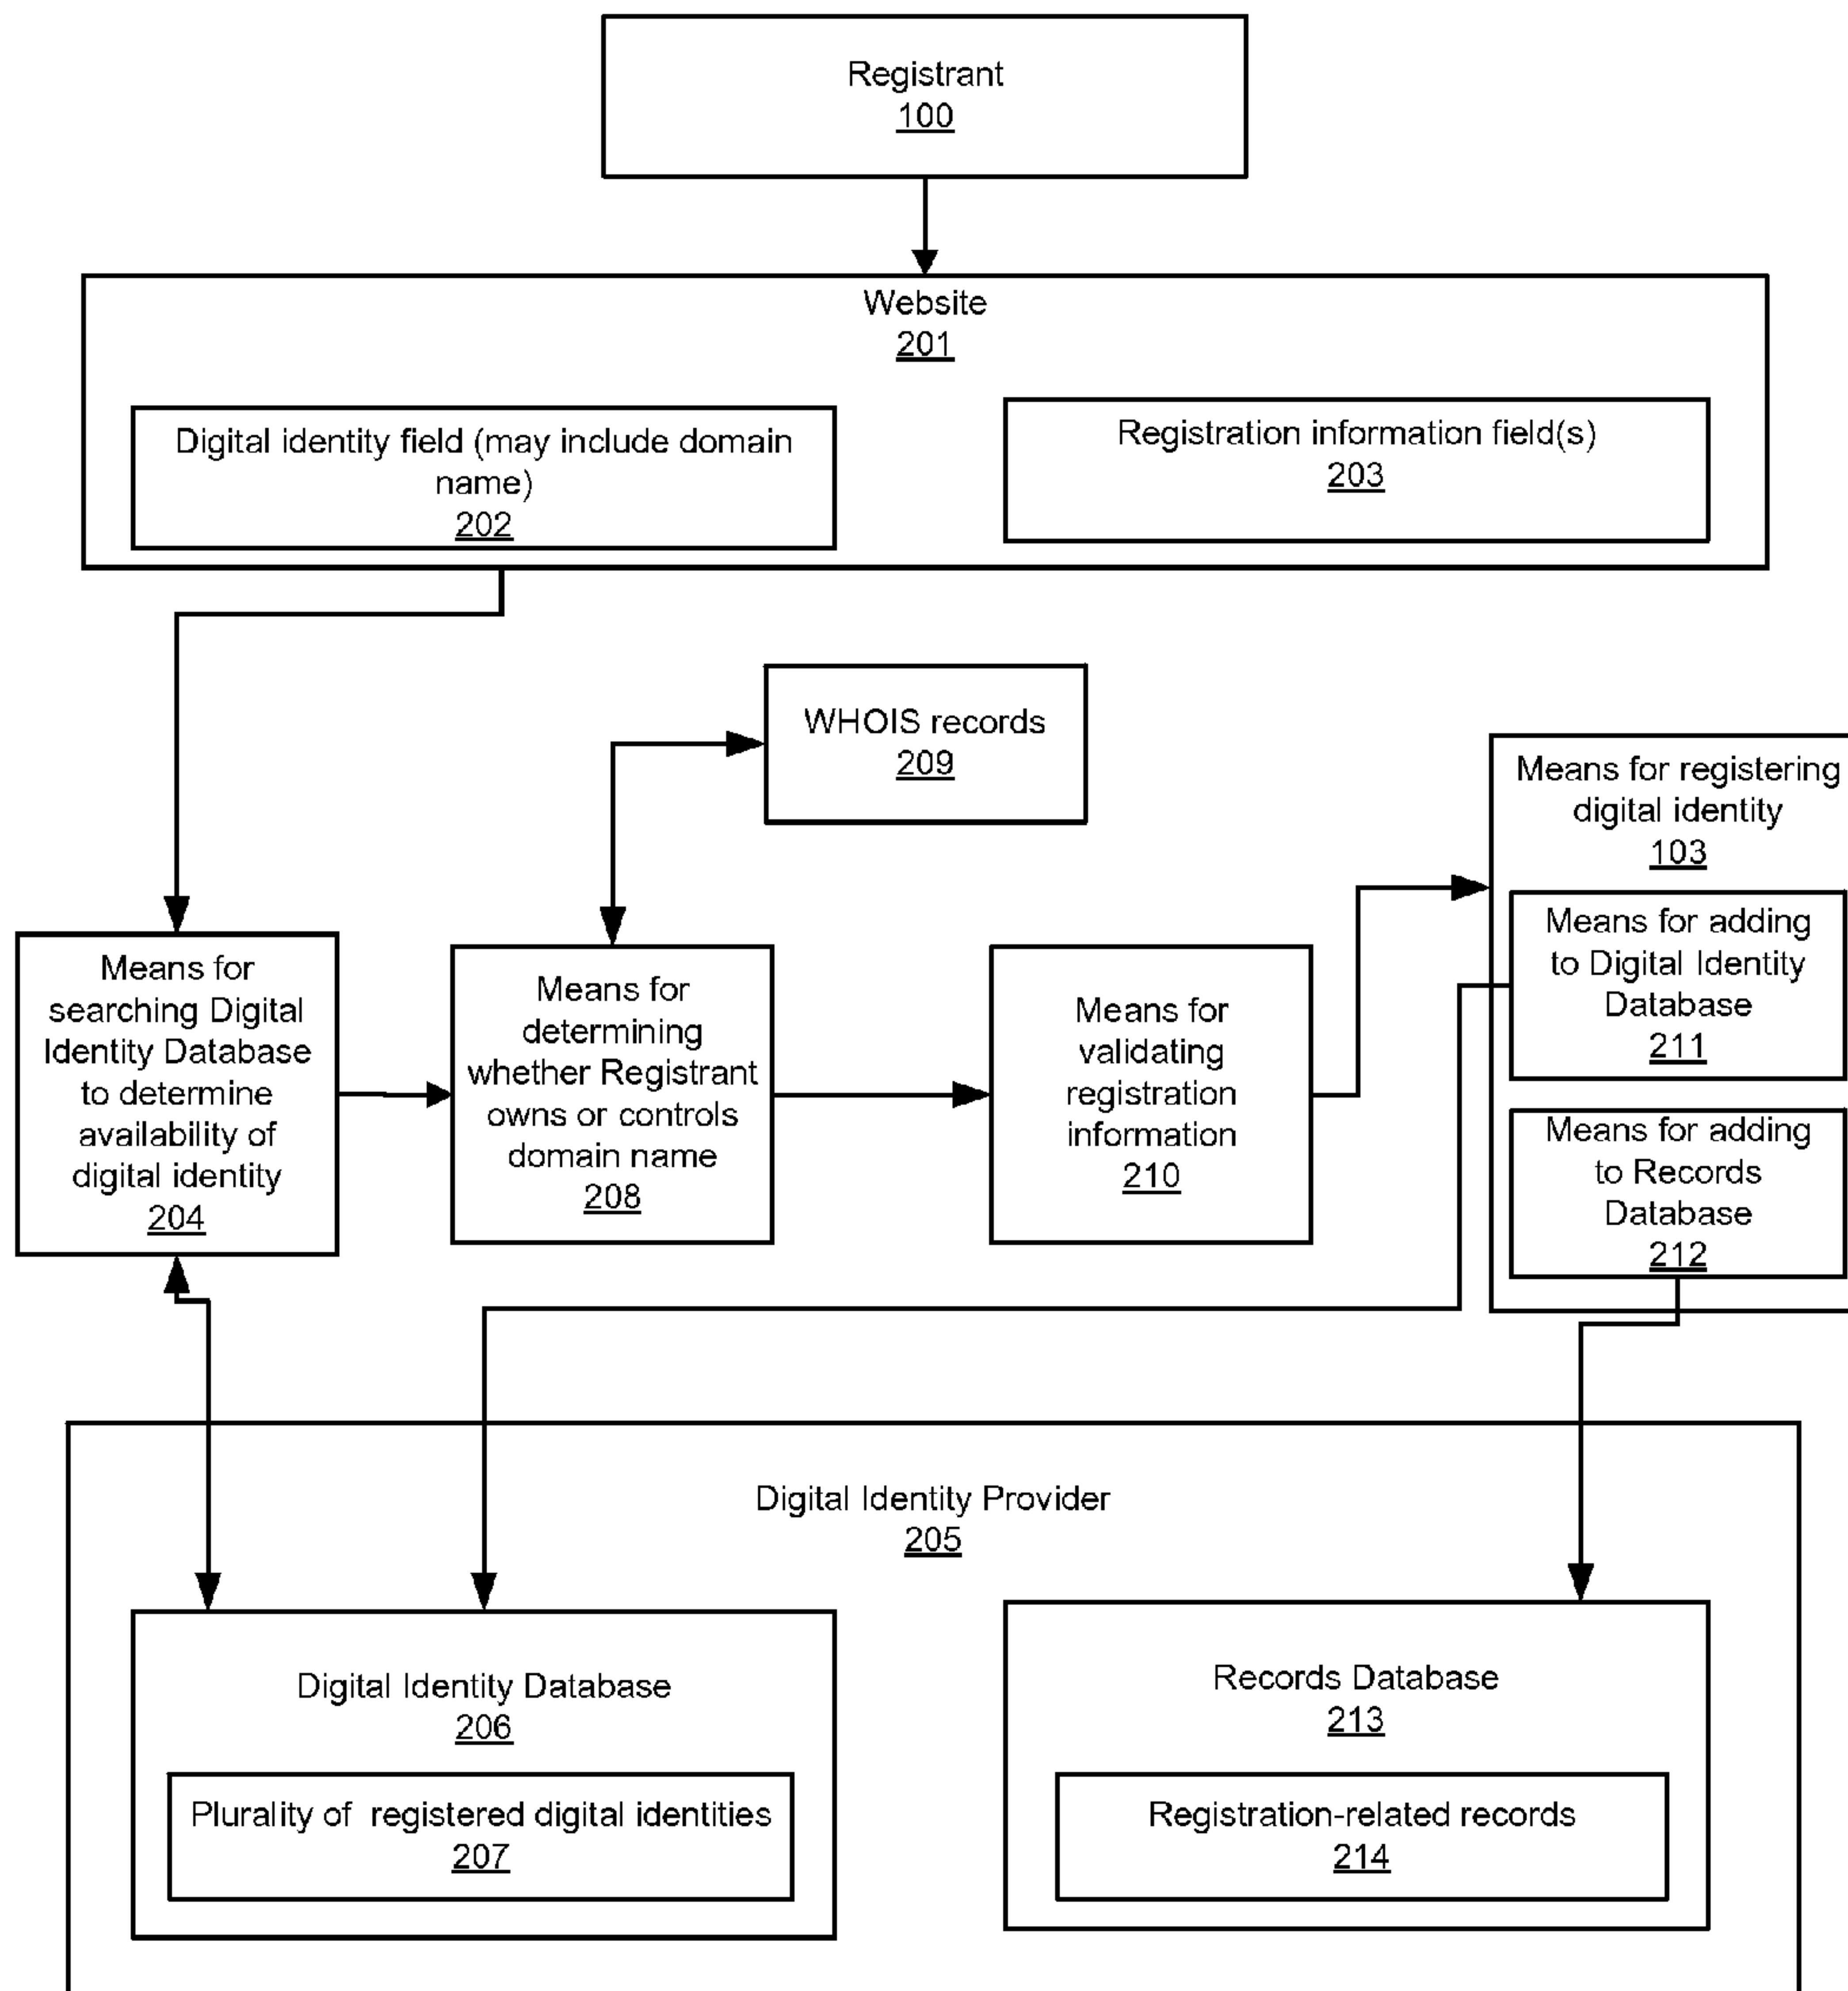 Registrant
100
Website
201
Digital identity field (may include domain
name)
202
Registration information field(s)
203
WHOIS records
209
Means for registering
digital identity
103
Means for adding
to Digital Identity
Database
211
Means for adding
to Records
Database
212
Means for
searching Digital
Identity Database
to determine
availability of
digital identity
204
Means for
determining
whether Registrant
owns or controls
domain name
208
Means for
validating
registration
information
210
Digital Identity Provider
205
Digital Identity Database
206
Plurality of registered digital identities
207
Records Database
213
Registration-related records
214